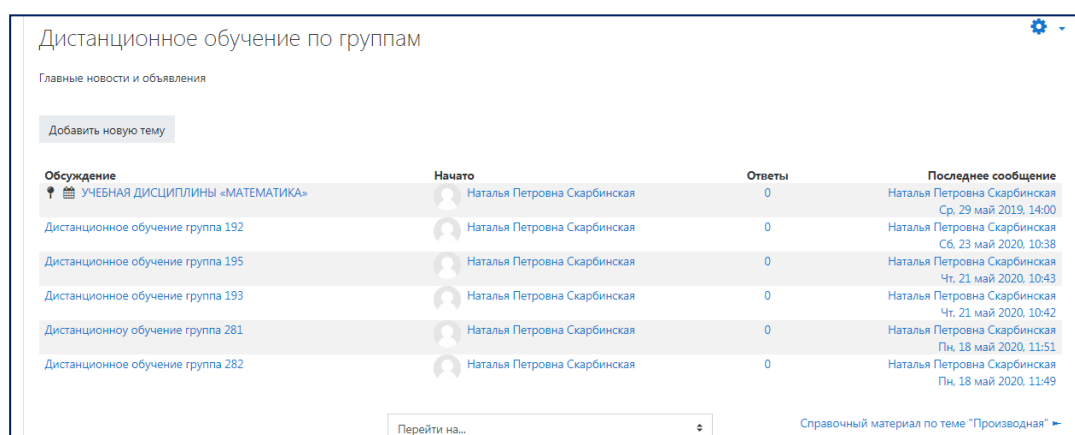 Дистанционное обучение по группам
Главные новости и объявления
Добавить новую тему
Обсуждение Начато Ответы Последнее сообщение
УЧЕБНАЯ ДИСЦИПЛИНЫ «МАТЕМАТИКА» Наталья Петровна Скарбинская 0 Наталья Петровна Скарбинская
Ср, 29 май 2019, 14:00
Дистанционное обучение группа 192 Наталья Петровна Скарбинская 0 Наталья Петровна Скарбинская
Сб, 23 май 2020, 10:38
Дистанционное обучение группа 195 Наталья Петровна Скарбинская 0 Наталья Петровна Скарбинская
Чт, 21 май 2020, 10:43
Дистанционное обучение группа 193 Наталья Петровна Скарбинская 0 Наталья Петровна Скарбинская
Чт, 21 май 2020, 10:42
Дистанционноу обучение группа 281 Наталья Петровна Скарбинская 0 Наталья Петровна Скарбинская
Пн, 18 май 2020, 11:51
Дистанционное обучение группа 282 Наталья Петровна Скарбинская 0 Наталья Петровна Скарбинская
Пн, 18 май 2020, 11:49
Перейти на... Справочный материал по теме "Производная" ►